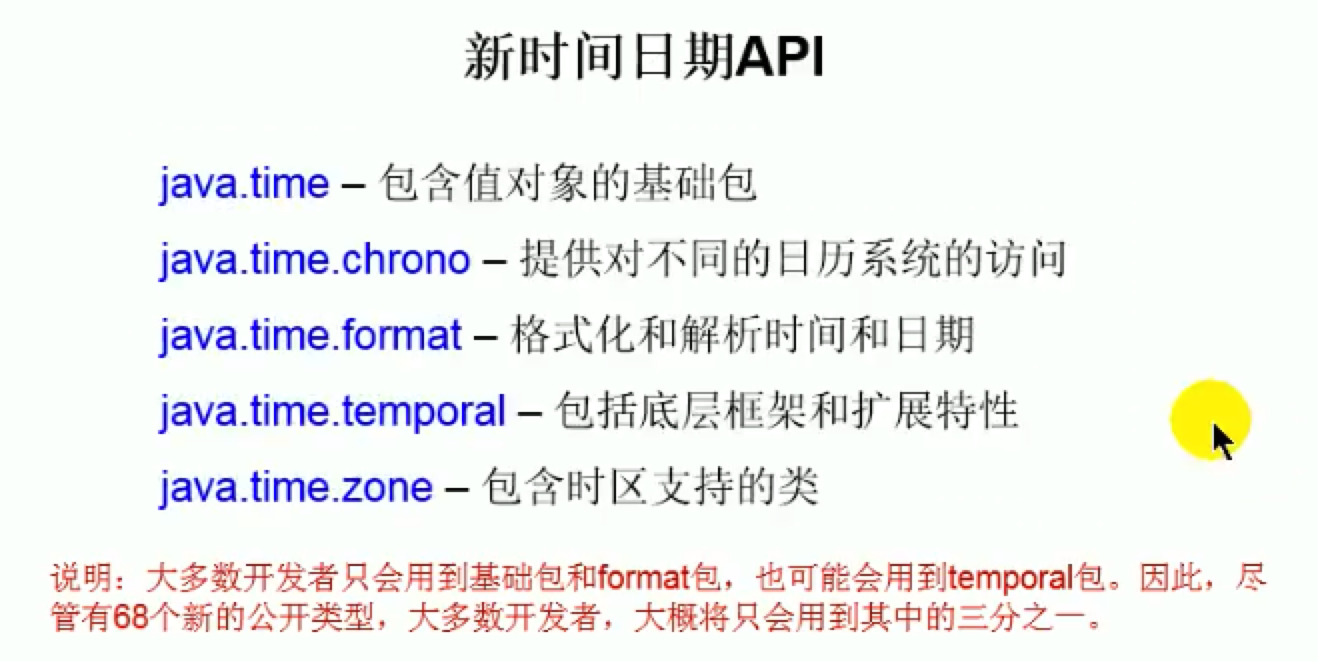 新时间日期API
java.time – 包含值对象的基础包
java.time.chrono – 提供对不同的日历系统的访问
java.time.format – 格式化和解析时间和日期
java.time.temporal – 包括底层框架和扩展特性
java.time.zone – 包含时区支持的类
说明：大多数开发者只会用到基础包和format包，也可能会用到temporal包。因此，尽
管有68个新的公开类型，大多数开发者，大概将只会用到其中的三分之一。